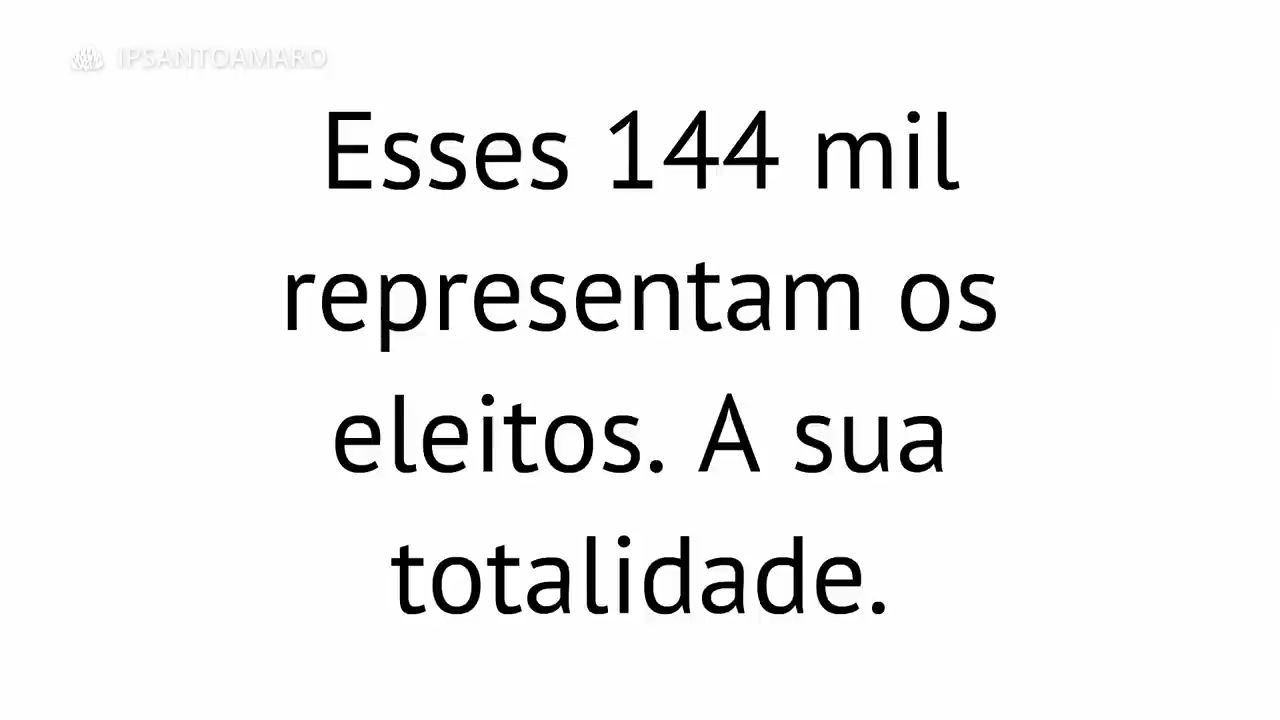 IPSANTOAMARO
Esses 144 mil
representam os
eleitos. A sua
totalidade.